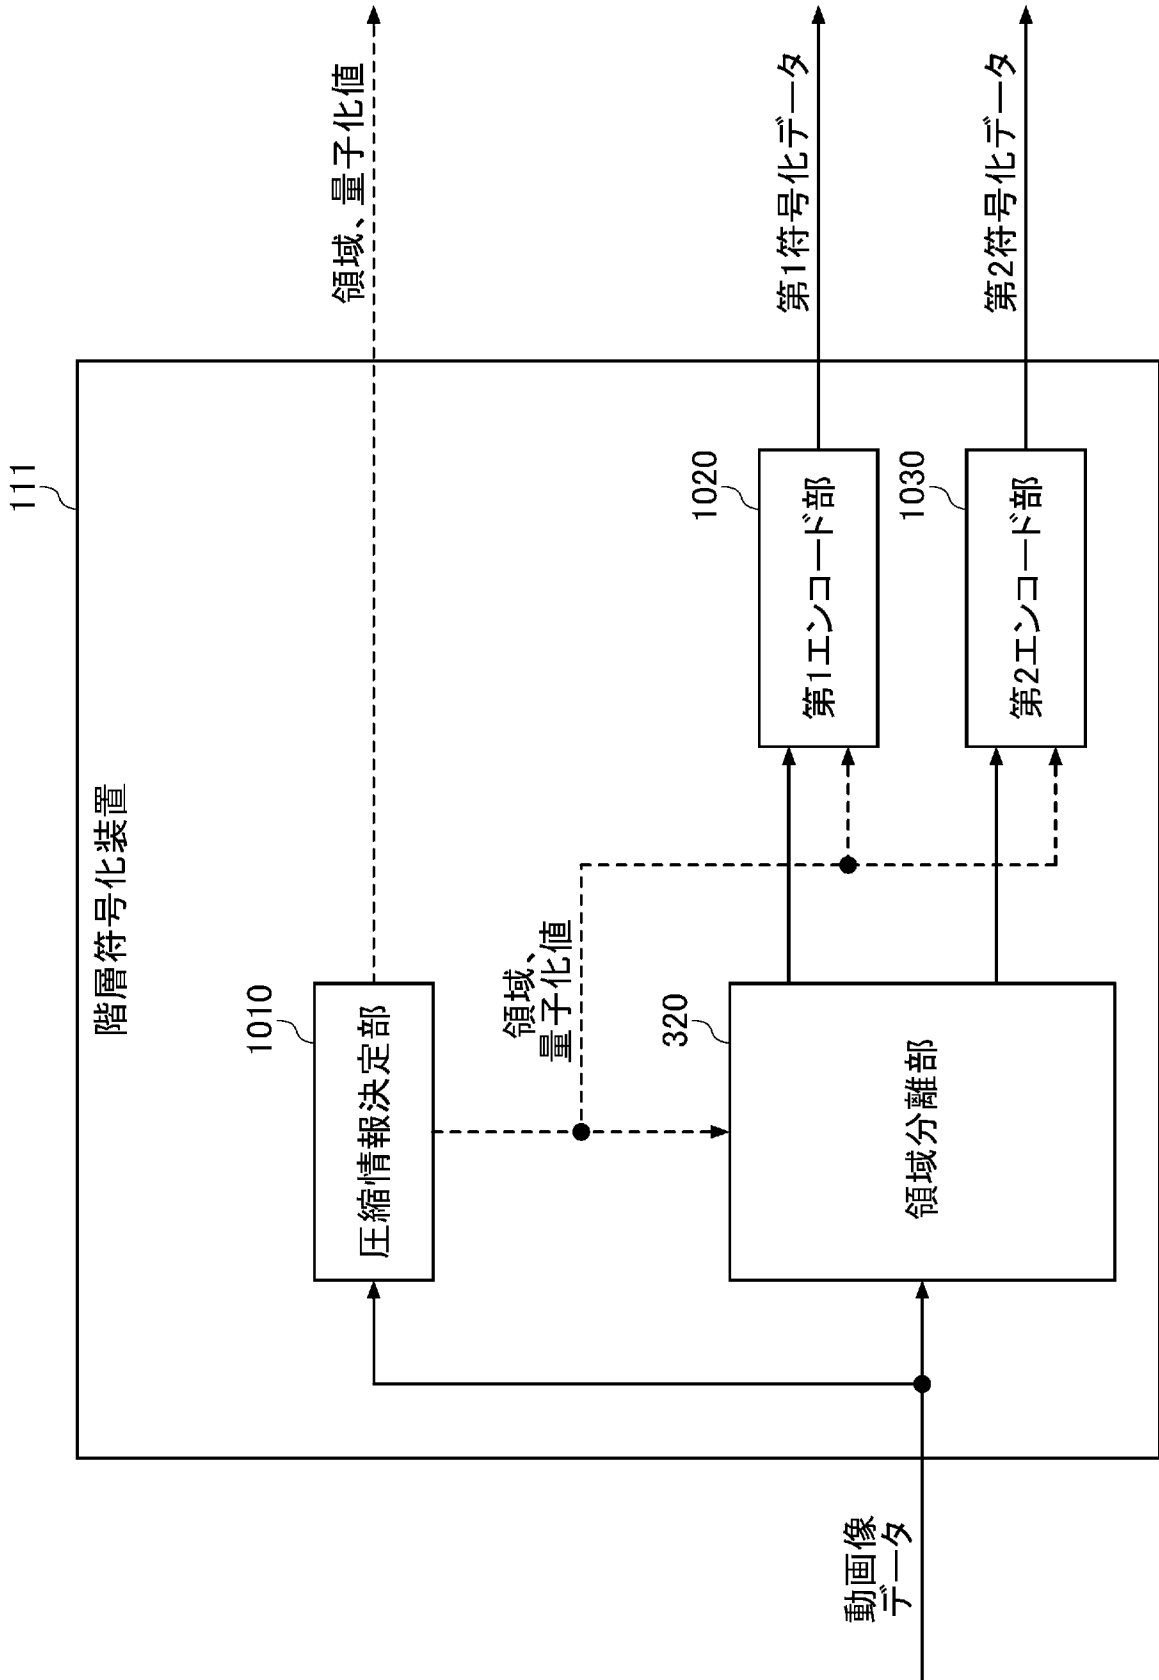 111
階層符号化装置
1010
圧縮情報決定部
領域、量子化値
領域、
量子化値
320
領域分離部
1020
第1エンコード部
第1符号化データ
1030
第2エンコード部
第2符号化データ
動画像
データ